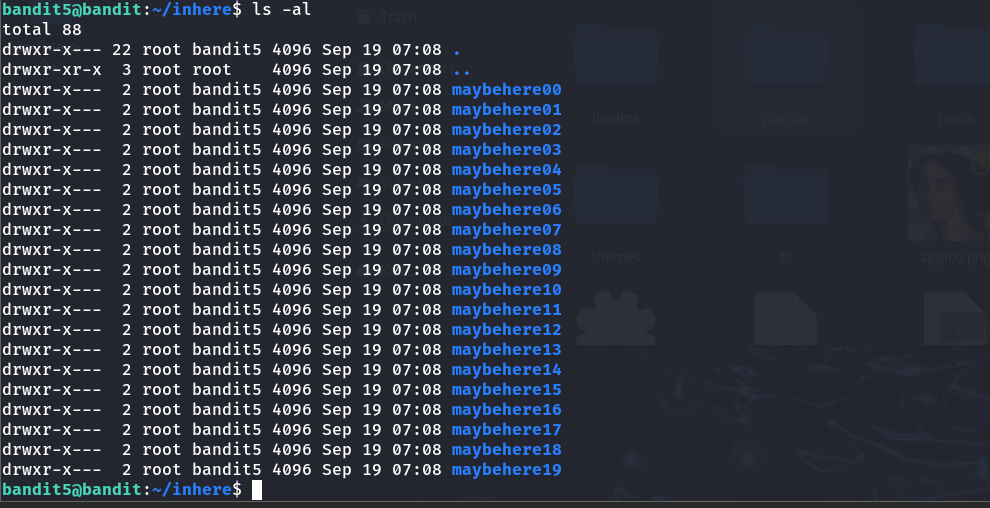 bandit5@bandit:~/inhere$ ls -al
total 88
drwxr-x--- 22 root bandit5 4096 Sep 19 07:08 .
drwxr-xr-x  3 root root    4096 Sep 19 07:08 ..
drwxr-x---  2 root bandit5 4096 Sep 19 07:08 maybehere00
drwxr-x---  2 root bandit5 4096 Sep 19 07:08 maybehere01
drwxr-x---  2 root bandit5 4096 Sep 19 07:08 maybehere02
drwxr-x---  2 root bandit5 4096 Sep 19 07:08 maybehere03
drwxr-x---  2 root bandit5 4096 Sep 19 07:08 maybehere04
drwxr-x---  2 root bandit5 4096 Sep 19 07:08 maybehere05
drwxr-x---  2 root bandit5 4096 Sep 19 07:08 maybehere06
drwxr-x---  2 root bandit5 4096 Sep 19 07:08 maybehere07
drwxr-x---  2 root bandit5 4096 Sep 19 07:08 maybehere08
drwxr-x---  2 root bandit5 4096 Sep 19 07:08 maybehere09
drwxr-x---  2 root bandit5 4096 Sep 19 07:08 maybehere10
drwxr-x---  2 root bandit5 4096 Sep 19 07:08 maybehere11
drwxr-x---  2 root bandit5 4096 Sep 19 07:08 maybehere12
drwxr-x---  2 root bandit5 4096 Sep 19 07:08 maybehere13
drwxr-x---  2 root bandit5 4096 Sep 19 07:08 maybehere14
drwxr-x---  2 root bandit5 4096 Sep 19 07:08 maybehere15
drwxr-x---  2 root bandit5 4096 Sep 19 07:08 maybehere16
drwxr-x---  2 root bandit5 4096 Sep 19 07:08 maybehere17
drwxr-x---  2 root bandit5 4096 Sep 19 07:08 maybehere18
drwxr-x---  2 root bandit5 4096 Sep 19 07:08 maybehere19
bandit5@bandit:~/inhere$
Trash
loaders plugins procs
themes ttl appico.png